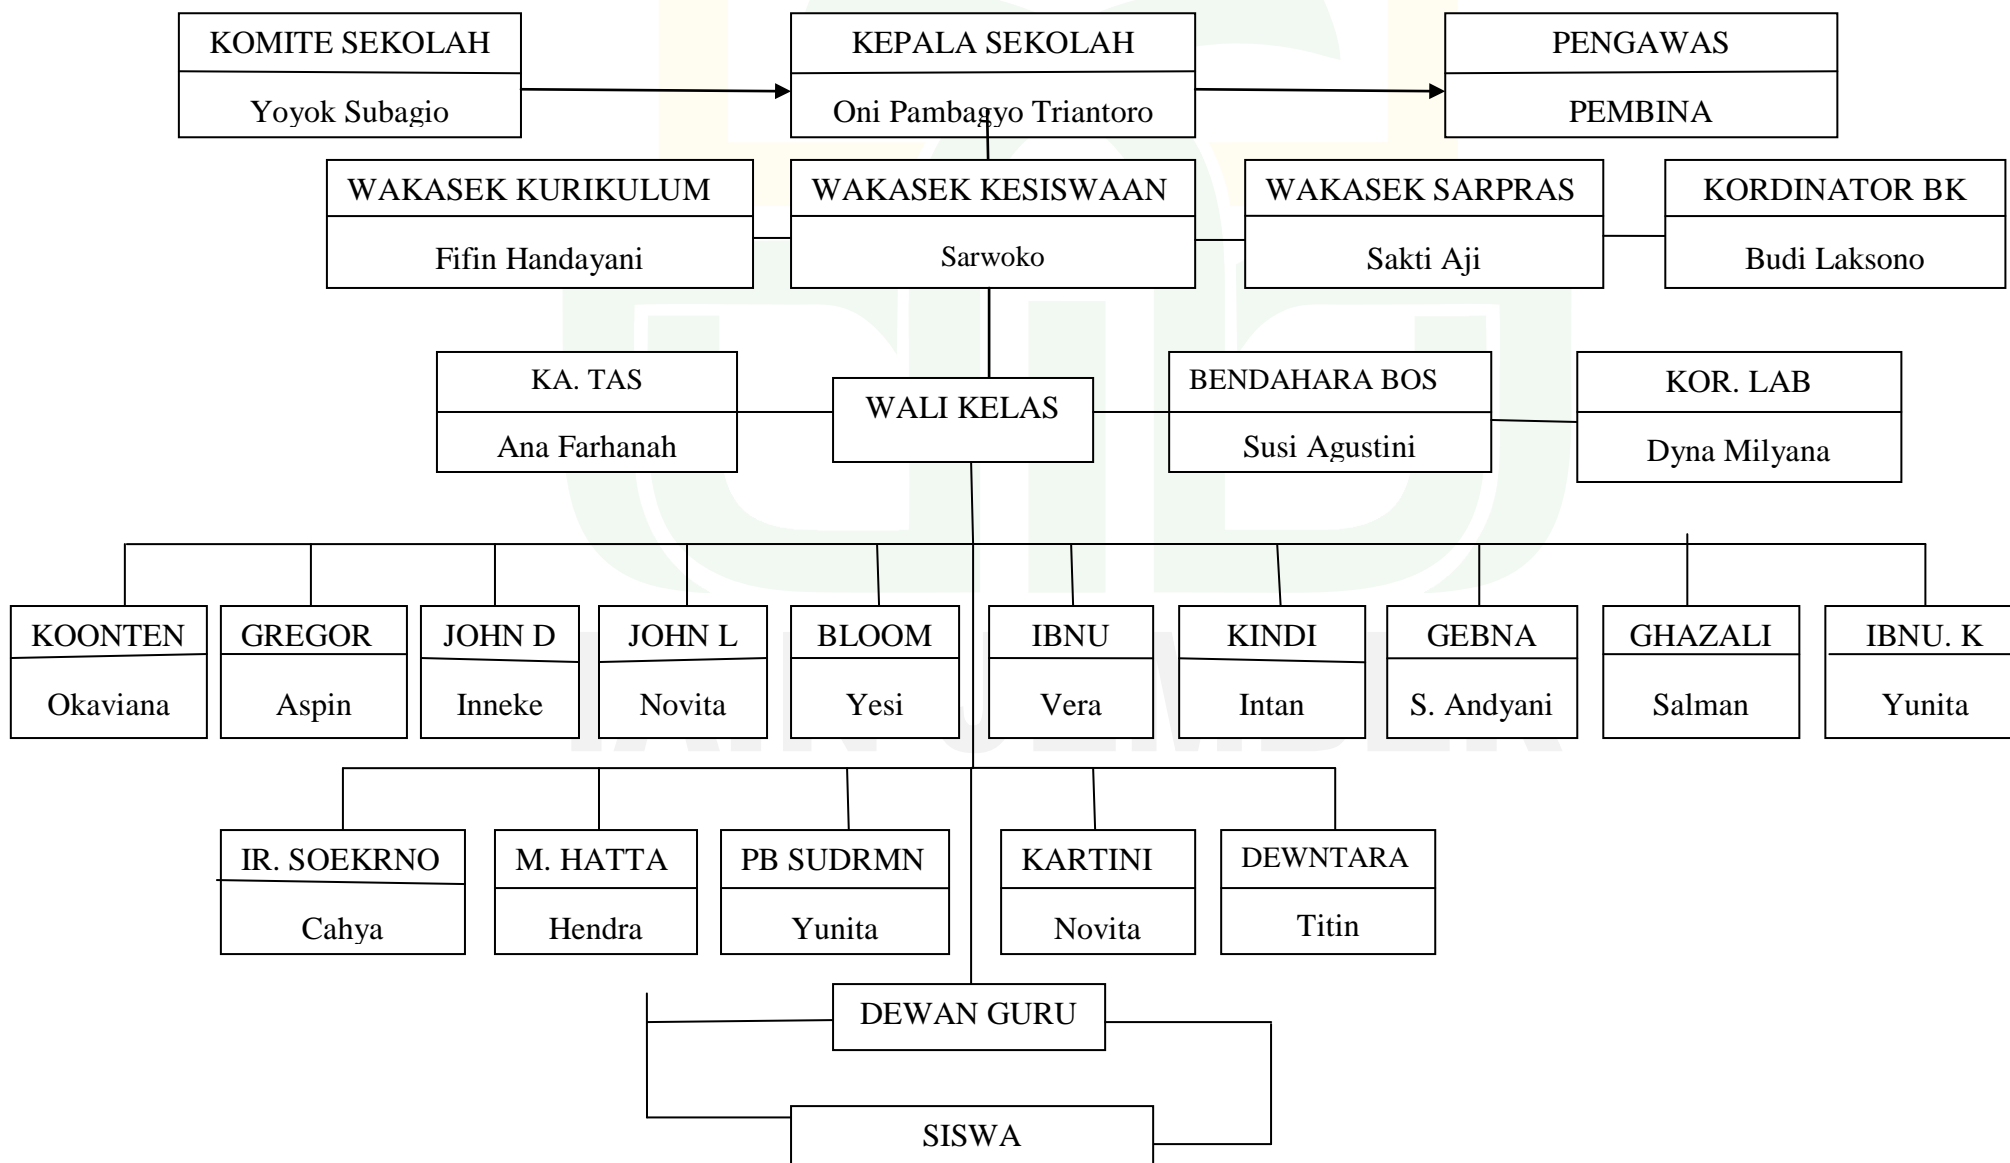 KOMITE SEKOLAH
Yoyok Subagio
KEPALA SEKOLAH
Oni Pambagyo Triantoro
PENGAWAS
PEMBINA
WAKASEK KURIKULUM
Fifin Handayani
WAKASEK KESISWAAN
Sarwoko
WAKASEK SARPRAS
Sakti Aji
KORDINATOR BK
Budi Laksono
KA. TAS
Ana Farhanah
WALI KELAS
BENDAHARA BOS
Susi Agustini
KOR. LAB
Dyna Milyana
KOONTEN
Okaviana
GREGOR
Aspin
JOHN D
Inneke
JOHN L
Novita
BLOOM
Yesi
IBNU
Vera
KINDI
Intan
GEBNA
S. Andyani
GHAZALI
Salman
IBNU. K
Yunita
IAIN JEMBER
IR. SOEKRNO
Cahya
M. HATTA
Hendra
PB SUDRMN
Yunita
KARTINI
Novita
DEWNTARA
Titin
DEWAN GURU
SISWA